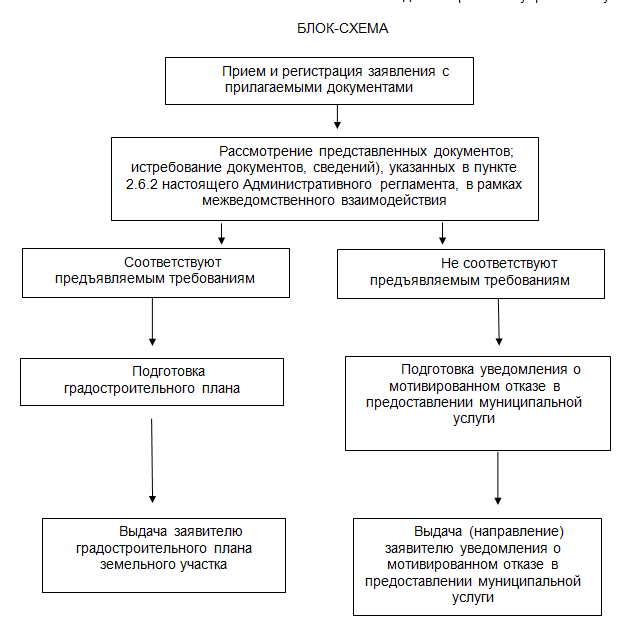 БЛОК-СХЕМА
Прием и регистрация заявления с
прилагаемыми документами
Рассмотрение представленных документов;
истребование документов, сведений), указанных в пункте
2.6.2 настоящего Административного регламента, в рамках
межведомственного взаимодействия
Соответствуют
предъявляемым требованиям
Не соответствуют
предъявляемым требованиям
Подготовка
градостроительного плана
Подготовка уведомления о
мотивированном отказе в
предоставлении муниципальной
услуги
Выдача заявителю
градостроительного плана
земельного участка
Выдача (направление)
заявителю уведомления о
мотивированном отказе в
предоставлении муниципальной
услуги